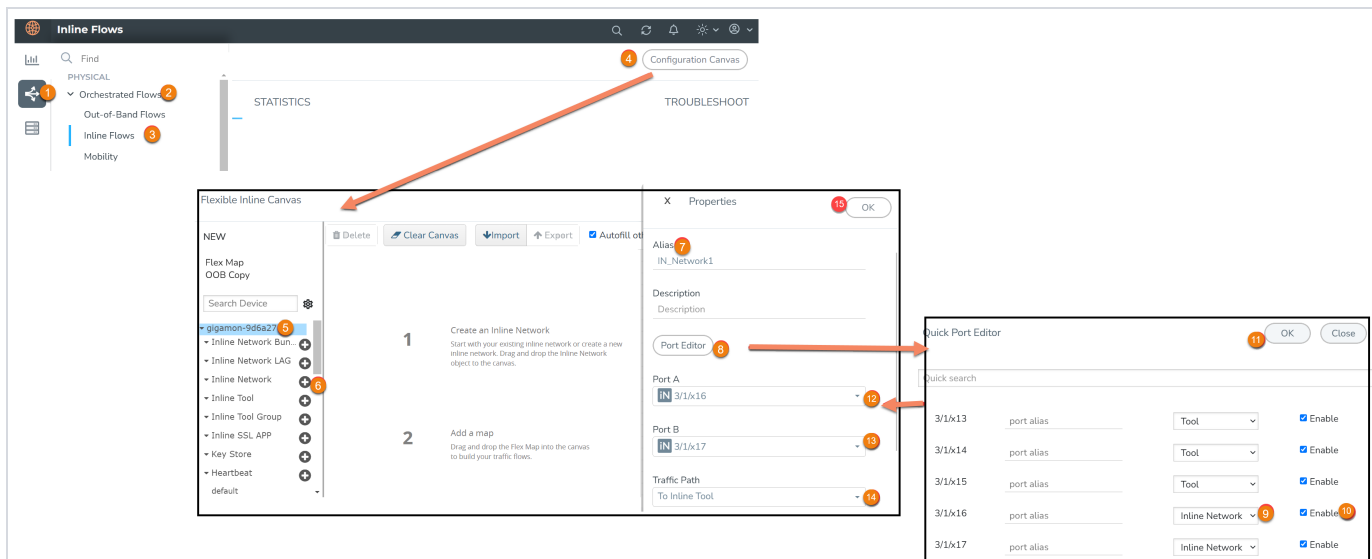 Inline Flows
Find
4 Configuration Canvas
PHYSICAL
1 Orchestrated Flows 2
STATISTICS TROUBLESHOOT
Out-of-Band Flows
Inline Flows 3
Mobility
Flexible Inline Canvas
X Properties
15 OK
NEW
Delete Clear Canvas Import Export Autofill
Flex Map
OOB Copy
Search Device
gigamon-9d6a27 5
Inline Network Bun...
Inline Network LAG
Inline Network 6
Inline Tool
Inline Tool Group
Inline SSL APP
Key Store
Heartbeat
default
1 Create an Inline Network
Start with your existing inline network or create a new
inline network. Drag and drop the Inline Network
object to the canvas.
2 Add a map
Drag and drop the Flex Map into the canvas
to build your traffic flows.
Alias 7
IN_Network1
Description
Description
Port Editor 8
Port A
iN 3/1/x16 12
Port B
iN 3/1/x17 13
Traffic Path
To Inline Tool 14
Quick Port Editor
11 OK Close
Quick search
3/1/x13 port alias Tool Enable
3/1/x14 port alias Tool Enable
3/1/x15 port alias Tool Enable
3/1/x16 port alias Inline Network 9 Enable 10
3/1/x17 port alias Inline Network Enable